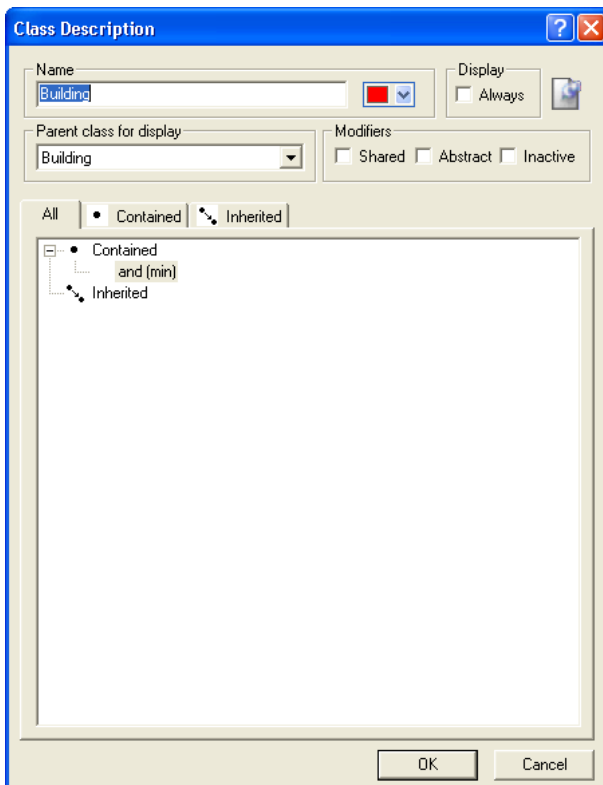 Class Description
Name
Display
Building
Always
Parent class for display
Modifiers
Building
Shared Abstract Inactive
All Contained Inherited
Contained
and (min)
Inherited
OK Cancel